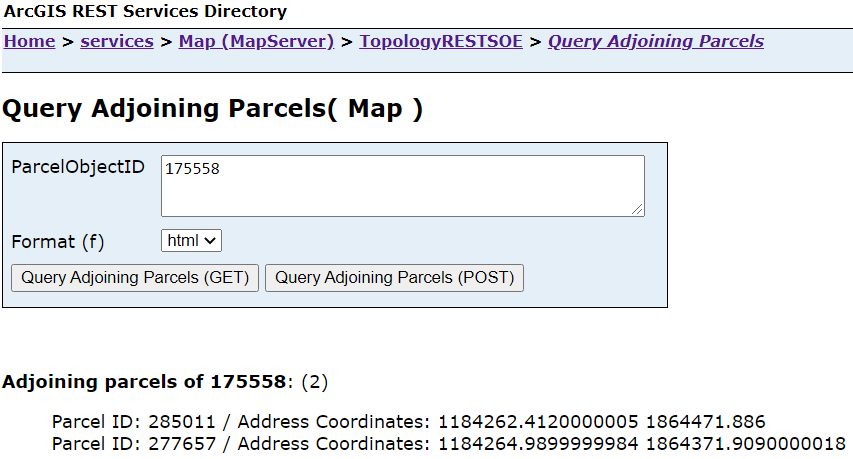 ArcGIS REST Services Directory
Home > services > Map (MapServer) > TopologyRESTSOE > Query Adjoining Parcels
Query Adjoining Parcels( Map )
ParcelObjectID 175558
Format (f) html
Query Adjoining Parcels (GET) Query Adjoining Parcels (POST)
Adjoining parcels of 175558: (2)
Parcel ID: 285011 / Address Coordinates: 1184262.4120000005 1864471.886
Parcel ID: 277657 / Address Coordinates: 1184264.9899999984 1864371.9090000018